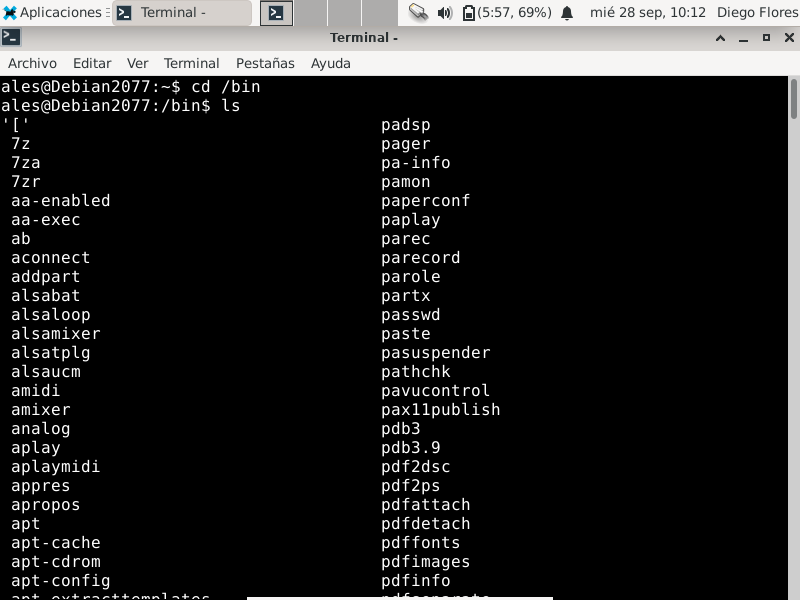 Aplicaciones Terminal - (5:57, 69%) mié 28 sep, 10:12 Diego Flores
Terminal -
Archivo Editar Ver Terminal Pestañas Ayuda
ales@Debian2077:~$ cd /bin
ales@Debian2077:/bin$ ls
'[' padsp
7z pager
7za pa-info
7zr pamon
aa-enabled paperconf
aa-exec paplay
ab parec
aconnect parecord
addpart parole
alsabat partx
alsaloop passwd
alsamixer paste
alsatplg pasuspender
alsaucm pathchk
amidi pavucontrol
amixer pax11publish
analog pdb3
aplay pdb3.9
aplaymidi pdf2dsc
appres pdf2ps
apropos pdfattach
apt pdfdetach
apt-cache pdffonts
apt-cdrom pdfimages
apt-config pdfinfo
apt-extracttemplates pdfseparate